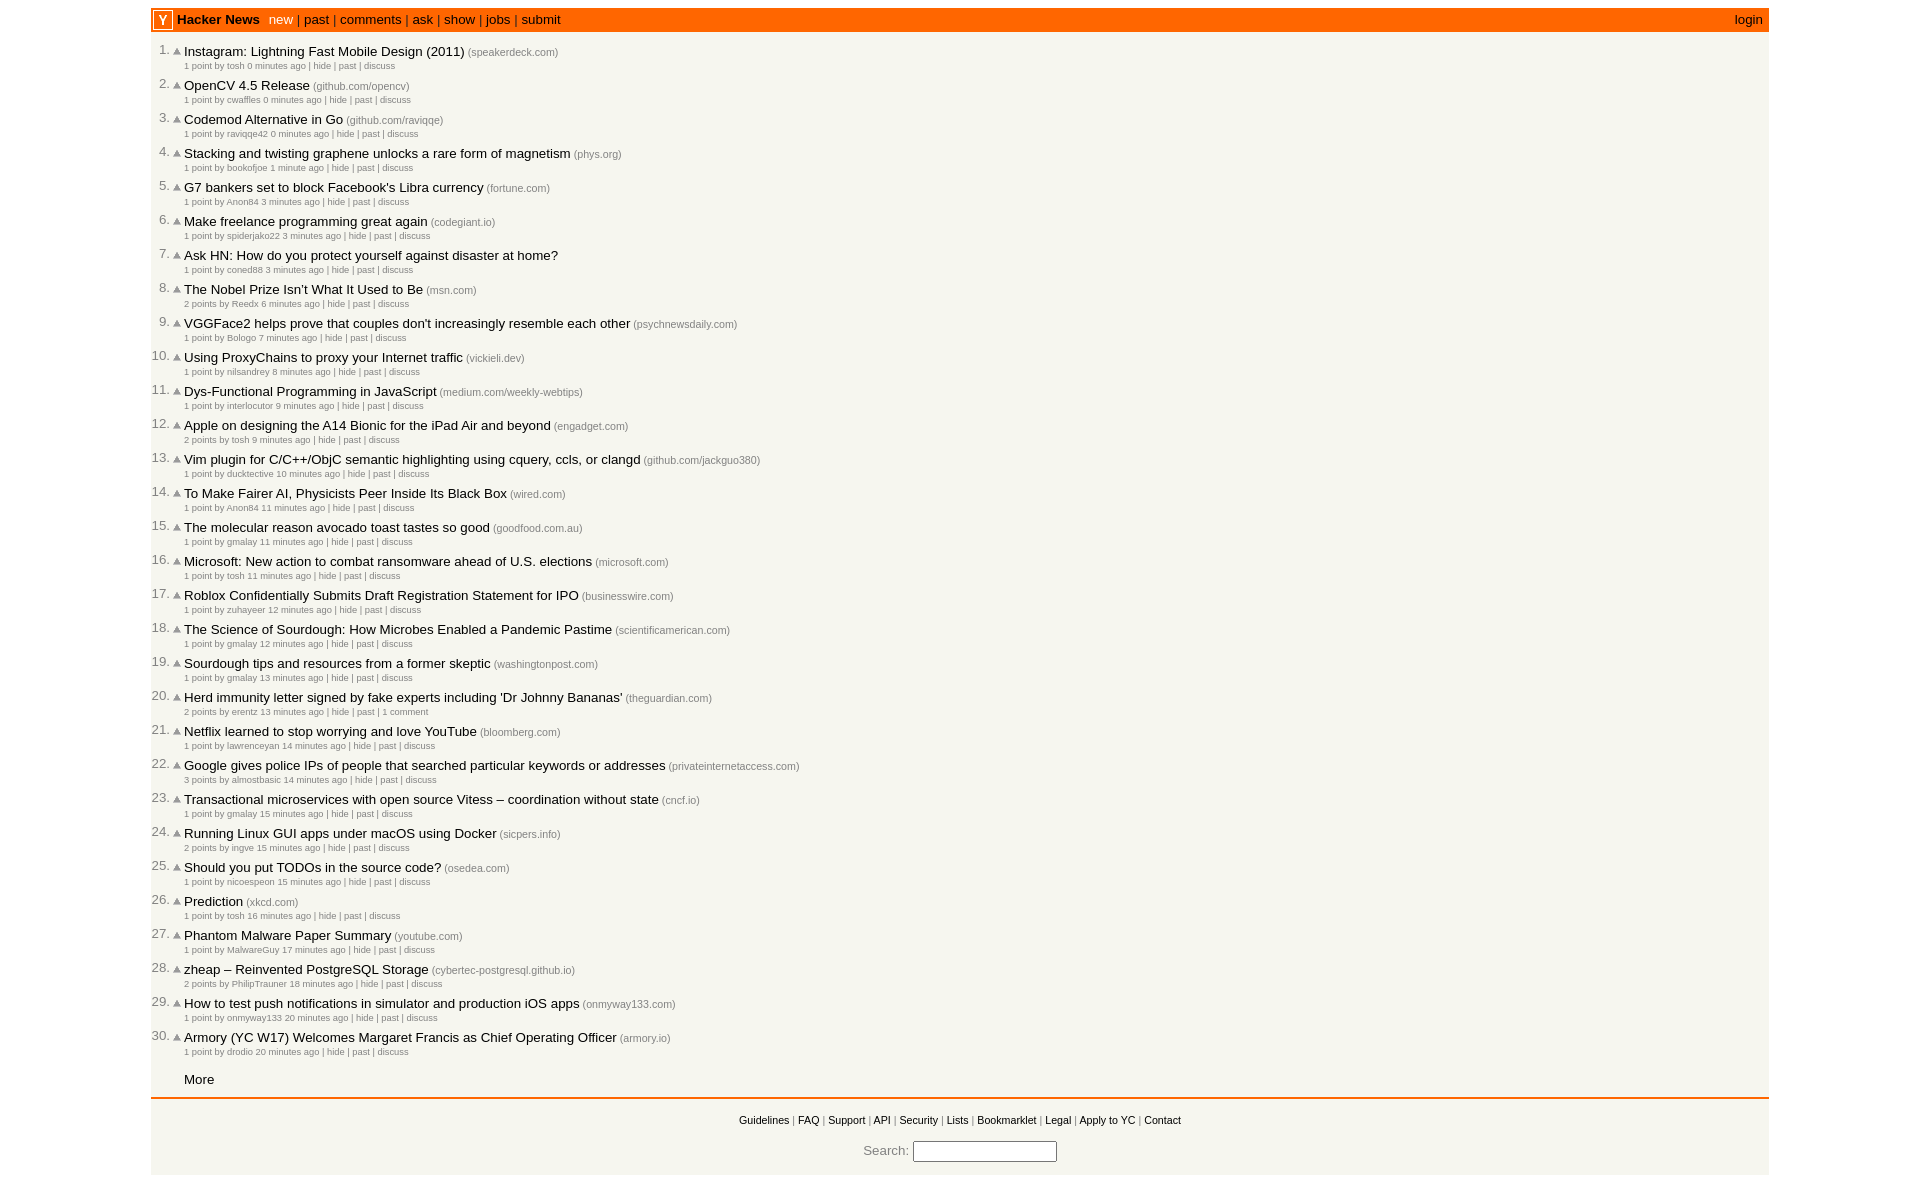 Y Hacker News new | past | comments | ask | show | jobs | submit login
1. Instagram: Lightning Fast Mobile Design (2011) (speakerdeck.com)
1 point by tosh 0 minutes ago | hide | past | discuss
2. OpenCV 4.5 Release (github.com/opencv)
1 point by cwaffles 0 minutes ago | hide | past | discuss
3. Codemod Alternative in Go (github.com/raviqqe)
1 point by raviqqe42 0 minutes ago | hide | past | discuss
4. Stacking and twisting graphene unlocks a rare form of magnetism (phys.org)
1 point by bookofjoe 1 minute ago | hide | past | discuss
5. G7 bankers set to block Facebook's Libra currency (fortune.com)
1 point by Anon84 3 minutes ago | hide | past | discuss
6. Make freelance programming great again (codegiant.io)
1 point by spiderjako22 3 minutes ago | hide | past | discuss
7. Ask HN: How do you protect yourself against disaster at home?
1 point by coned88 3 minutes ago | hide | past | discuss
8. The Nobel Prize Isn’t What It Used to Be (msn.com)
2 points by Reedx 6 minutes ago | hide | past | discuss
9. VGGFace2 helps prove that couples don't increasingly resemble each other (psychnewsdaily.com)
1 point by Bologo 7 minutes ago | hide | past | discuss
10. Using ProxyChains to proxy your Internet traffic (vickieli.dev)
1 point by nilsandrey 8 minutes ago | hide | past | discuss
11. Dys-Functional Programming in JavaScript (medium.com/weekly-webtips)
1 point by interlocutor 9 minutes ago | hide | past | discuss
12. Apple on designing the A14 Bionic for the iPad Air and beyond (engadget.com)
2 points by tosh 9 minutes ago | hide | past | discuss
13. Vim plugin for C/C++/ObjC semantic highlighting using cquery, ccls, or clangd (github.com/jackguo380)
1 point by ducktective 10 minutes ago | hide | past | discuss
14. To Make Fairer AI, Physicists Peer Inside Its Black Box (wired.com)
1 point by Anon84 11 minutes ago | hide | past | discuss
15. The molecular reason avocado toast tastes so good (goodfood.com.au)
1 point by gmalay 11 minutes ago | hide | past | discuss
16. Microsoft: New action to combat ransomware ahead of U.S. elections (microsoft.com)
1 point by tosh 11 minutes ago | hide | past | discuss
17. Roblox Confidentially Submits Draft Registration Statement for IPO (businesswire.com)
1 point by zuhayeer 12 minutes ago | hide | past | discuss
18. The Science of Sourdough: How Microbes Enabled a Pandemic Pastime (scientificamerican.com)
1 point by gmalay 12 minutes ago | hide | past | discuss
19. Sourdough tips and resources from a former skeptic (washingtonpost.com)
1 point by gmalay 13 minutes ago | hide | past | discuss
20. Herd immunity letter signed by fake experts including 'Dr Johnny Bananas' (theguardian.com)
2 points by erentz 13 minutes ago | hide | past | 1 comment
21. Netflix learned to stop worrying and love YouTube (bloomberg.com)
1 point by lawrenceyan 14 minutes ago | hide | past | discuss
22. Google gives police IPs of people that searched particular keywords or addresses (privateinternetaccess.com)
3 points by almostbasic 14 minutes ago | hide | past | discuss
23. Transactional microservices with open source Vitess – coordination without state (cncf.io)
1 point by gmalay 15 minutes ago | hide | past | discuss
24. Running Linux GUI apps under macOS using Docker (sicpers.info)
2 points by ingve 15 minutes ago | hide | past | discuss
25. Should you put TODOs in the source code? (osedea.com)
1 point by nicoespeon 15 minutes ago | hide | past | discuss
26. Prediction (xkcd.com)
1 point by tosh 16 minutes ago | hide | past | discuss
27. Phantom Malware Paper Summary (youtube.com)
1 point by MalwareGuy 17 minutes ago | hide | past | discuss
28. zheap – Reinvented PostgreSQL Storage (cybertec-postgresql.github.io)
2 points by PhilipTrauner 18 minutes ago | hide | past | discuss
29. How to test push notifications in simulator and production iOS apps (onmyway133.com)
1 point by onmyway133 20 minutes ago | hide | past | discuss
30. Armory (YC W17) Welcomes Margaret Francis as Chief Operating Officer (armory.io)
1 point by drodio 20 minutes ago | hide | past | discuss
More
Guidelines | FAQ | Support | API | Security | Lists | Bookmarklet | Legal | Apply to YC | Contact
Search: